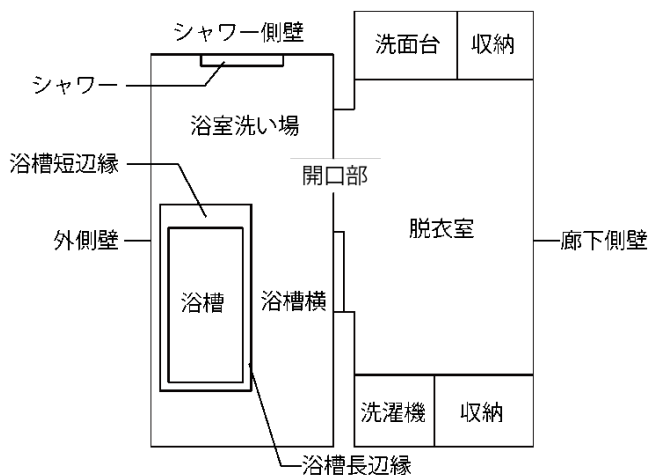 シャワー側壁
洗面台
収納
シャワー
浴室洗い場
浴槽短辺縁
開口部
外側壁
脱衣室
廊下側壁
浴槽
浴槽横
洗濯機
収納
浴槽長辺縁